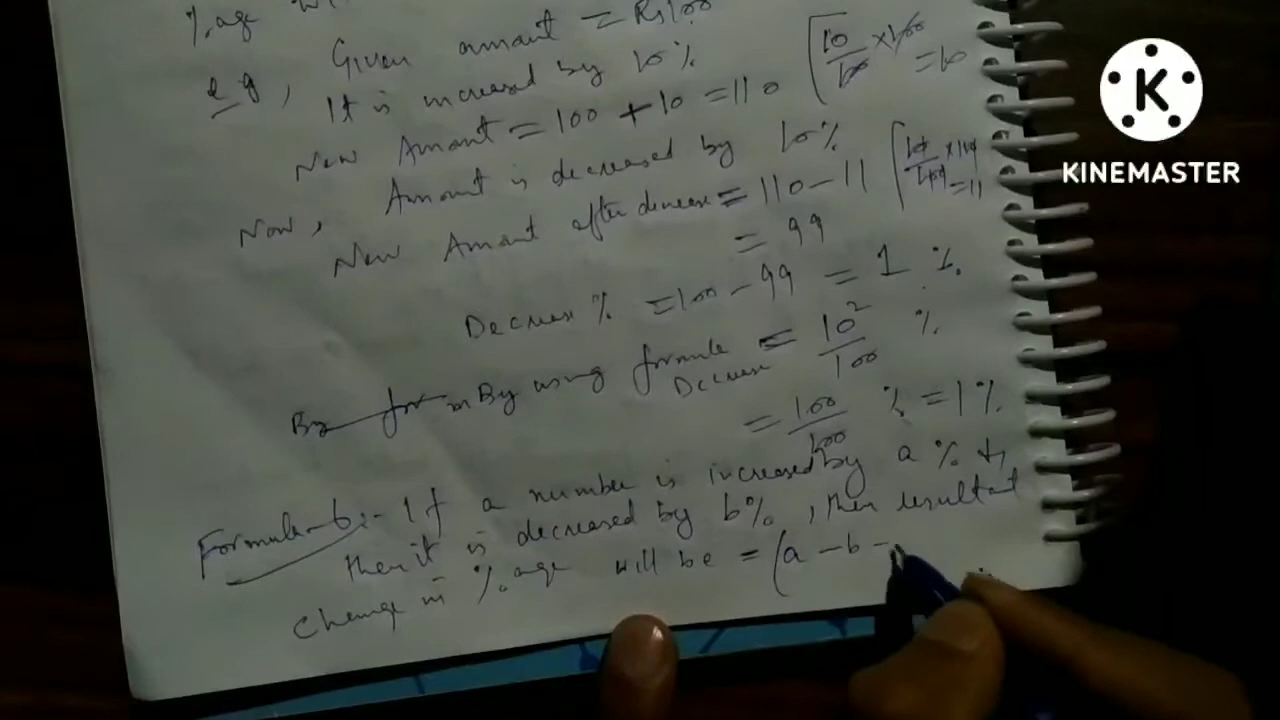 %age
Given amount = Rs 100
e.g, It is increased by 10% [10/100 × 100 = 10
New Amount = 100 + 10 = 110
Now, Amount is decreased by 10% [10/100 × 110 = 11
New Amount after decrease = 110 - 11
= 99
Decrease % = 100 - 99 = 1 %
By using formula Decrease = 10²/100 %
= 100/100 % = 1%
Formula-6:- If a number is increased by a % &
then it is decreased by b%, then resultant
change in %age will be = (a - b -
K
KINEMASTER